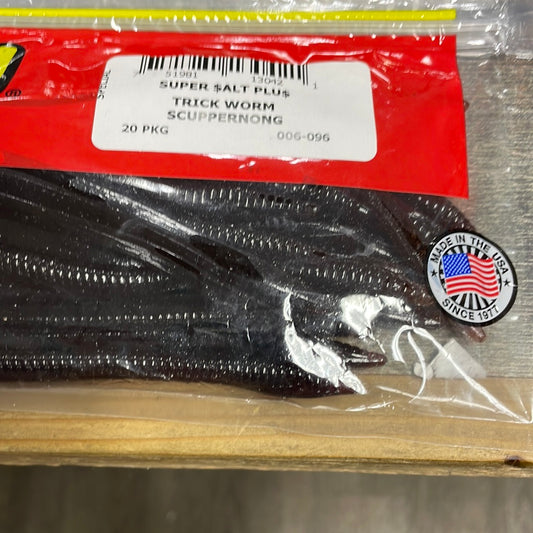 SPECIAL
51981 13042 1
SUPER $ALT PLU$
TRICK WORM
SCUPPERNONG
20 PKG 006-096
MADE IN THE USA
SINCE 1977